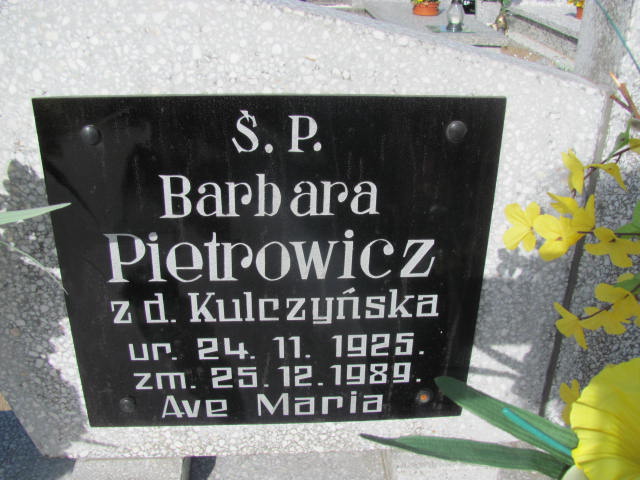 Ś. P.
Barbara
Pietrowicz
z d. Kulczyńska
ur. 24. 11. 1925.
zm. 25. 12. 1989.
Ave Maria